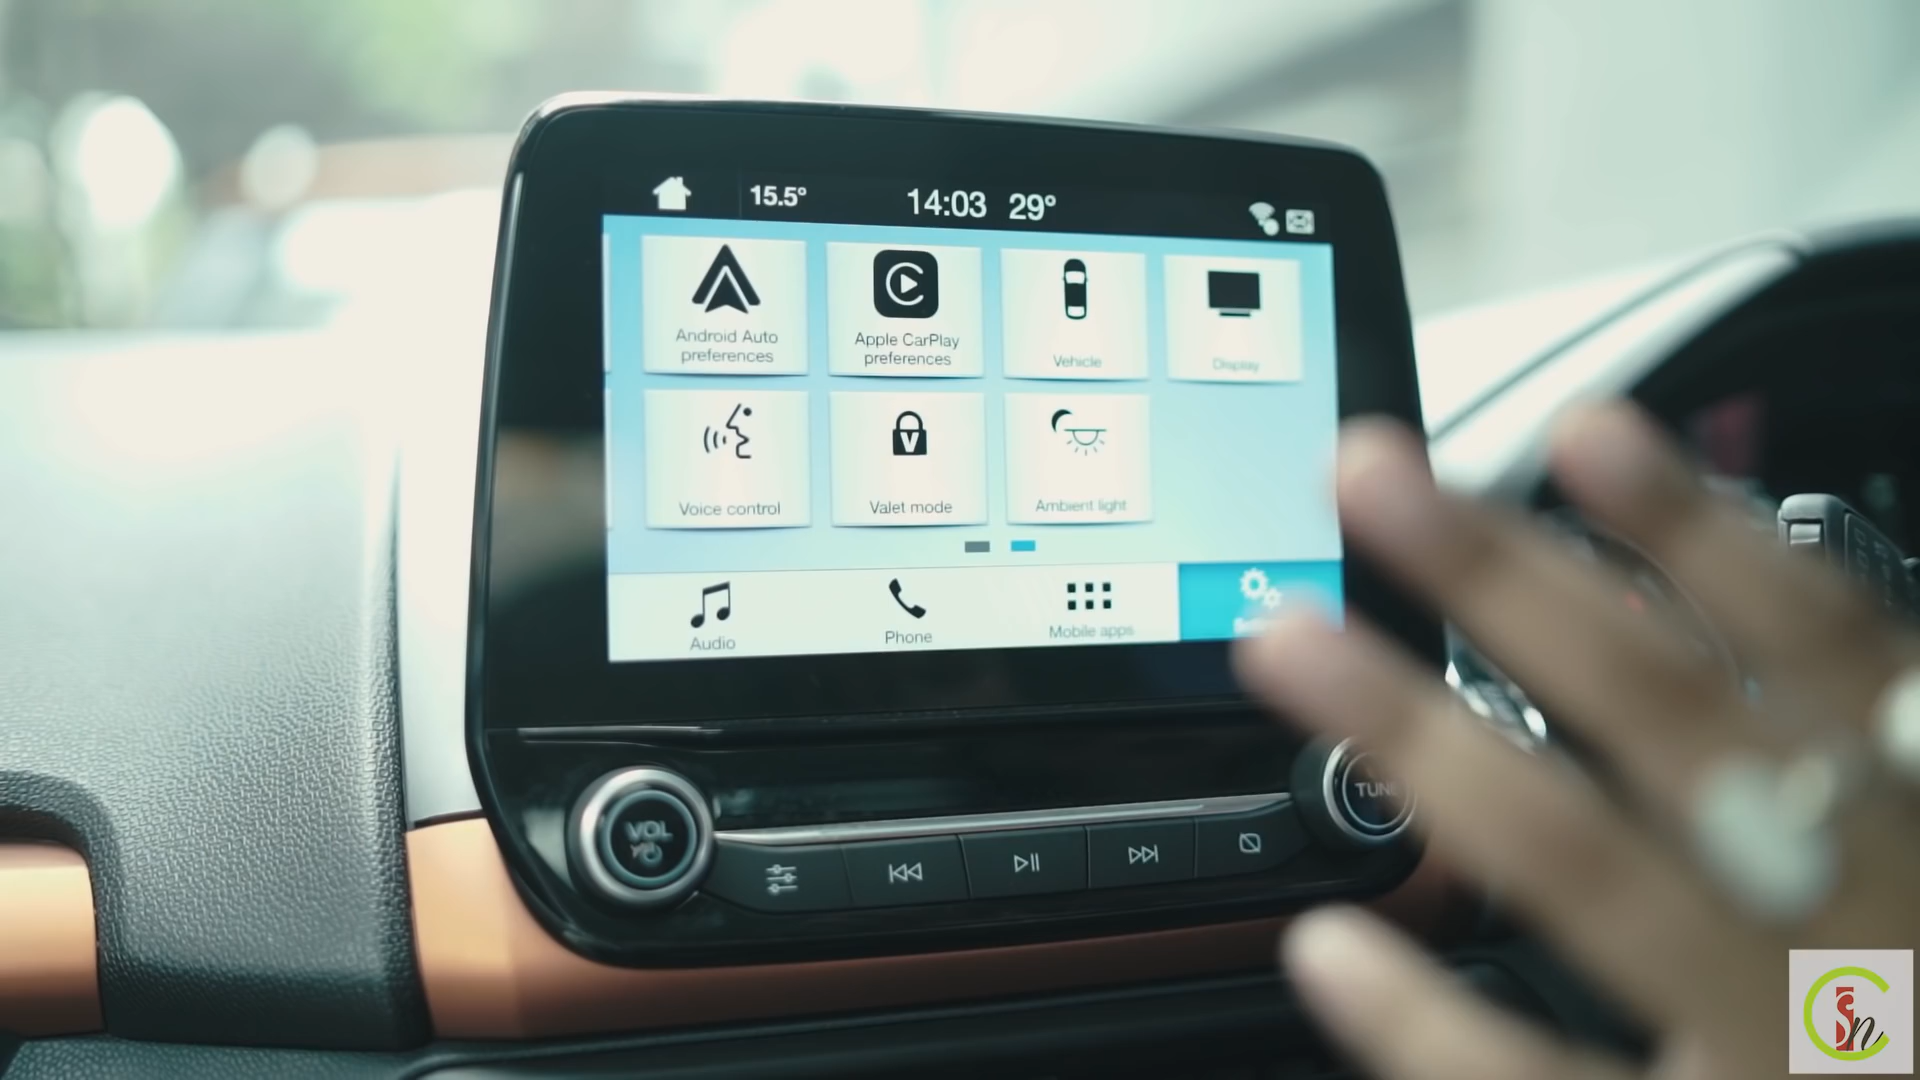 15.5° 14:03 29°
Android Auto
preferences
Apple CarPlay
preferences
Vehicle
Display
Voice control
Valet mode
Ambient light
Audio
Phone
Mobile apps
VOL
TUNE